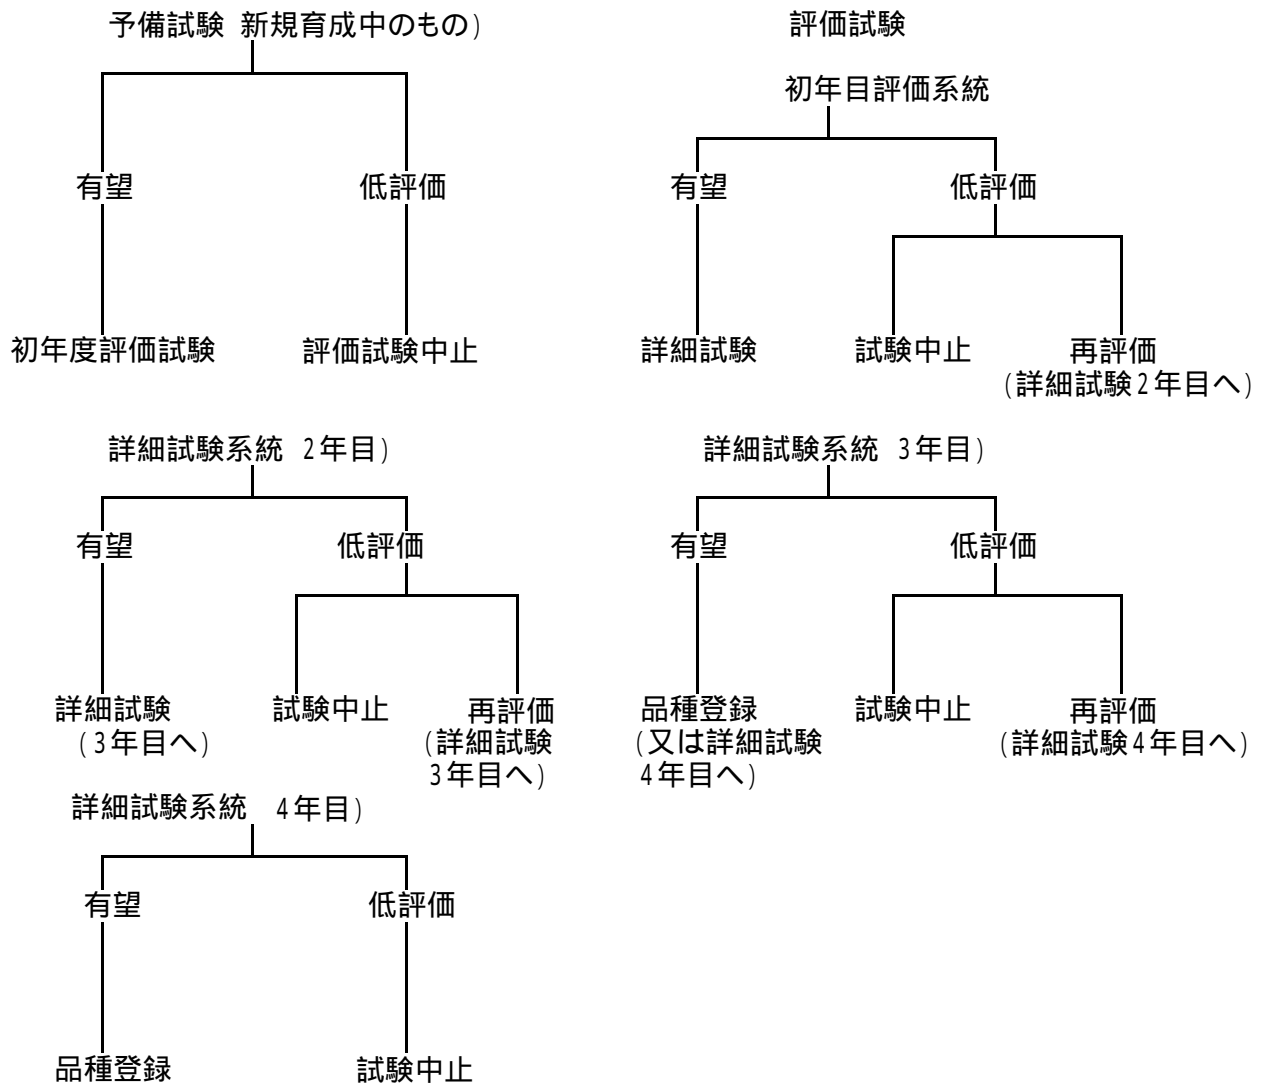 予備試験 新規育成中のもの)
有望
低評価
初年度評価試験
評価試験中止
評価試験
初年目評価系統
有望
低評価
詳細試験
試験中止
再評価
(詳細試験2年目へ)
詳細試験系統 2年目)
有望
低評価
詳細試験
(3年目へ)
試験中止
再評価
(詳細試験
3年目へ)
詳細試験系統 3年目)
有望
低評価
品種登録
(又は詳細試験
4年目へ)
試験中止
再評価
(詳細試験4年目へ)
詳細試験系統 4年目)
有望
低評価
品種登録
試験中止